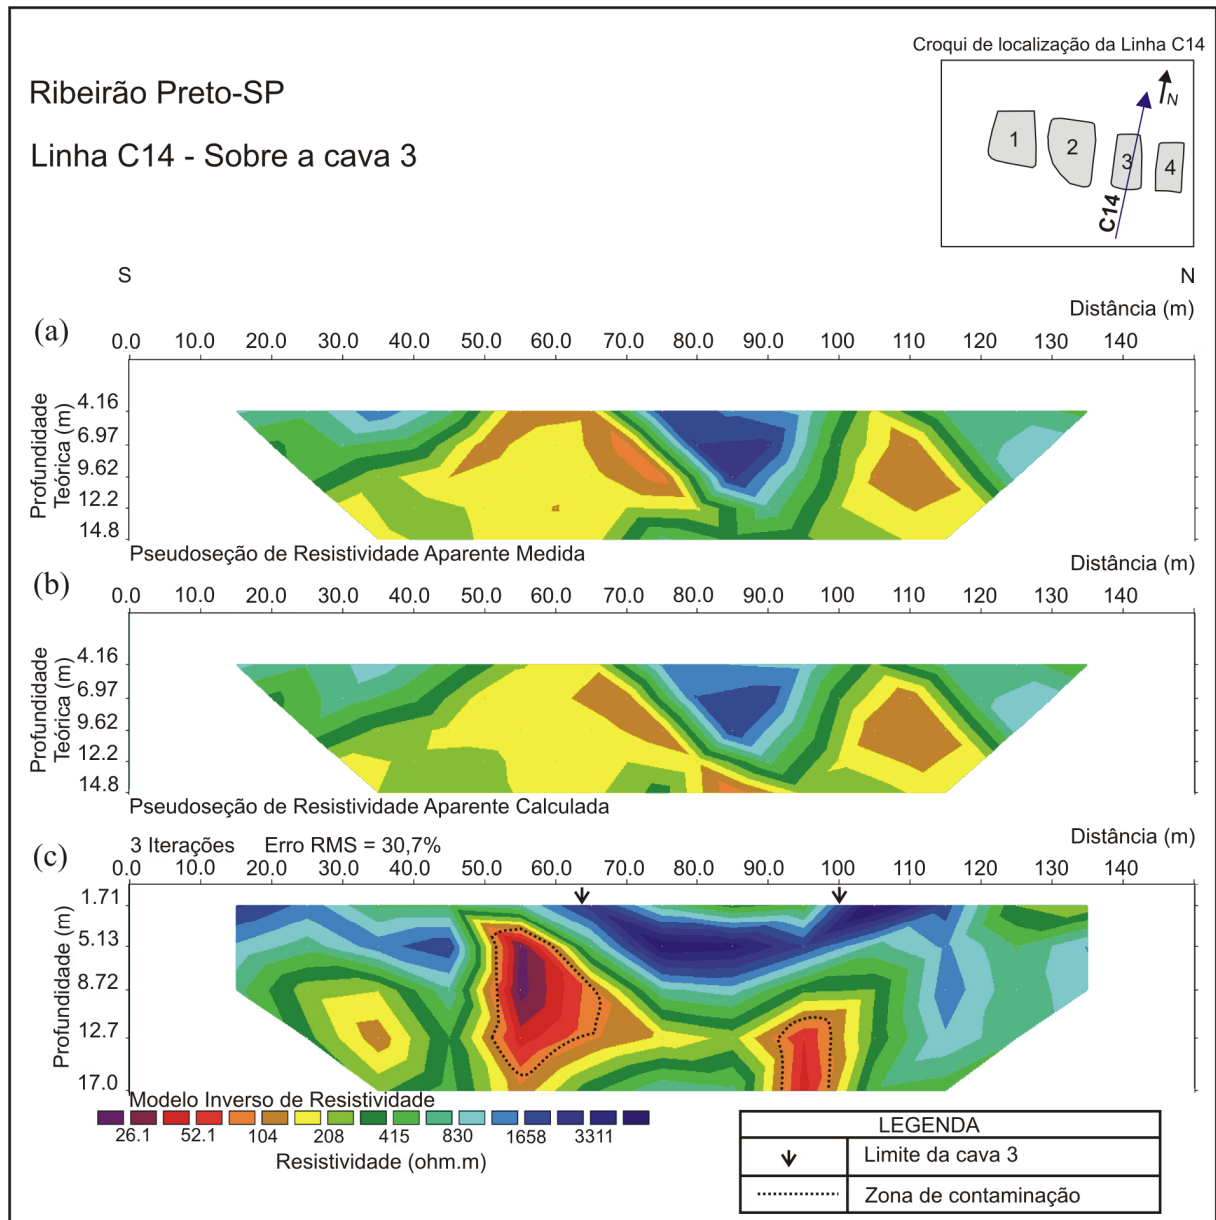 Croqui de localização da Linha C14
Ribeirão Preto-SP
Linha C14 - Sobre a cava 3
N
1 2 3 4
C14
S N
(a)
Distância (m)
0.0 10.0 20.0 30.0 40.0 50.0 60.0 70.0 80.0 90.0 100 110 120 130 140
Profundidade
Teórica (m)
4.16
6.97
9.62
12.2
14.8
Pseudoseção de Resistividade Aparente Medida
(b)
Distância (m)
0.0 10.0 20.0 30.0 40.0 50.0 60.0 70.0 80.0 90.0 100 110 120 130 140
Profundidade
Teórica (m)
4.16
6.97
9.62
12.2
14.8
Pseudoseção de Resistividade Aparente Calculada
(c)
3 Iterações Erro RMS = 30,7%
Distância (m)
0.0 10.0 20.0 30.0 40.0 50.0 60.0 70.0 80.0 90.0 100 110 120 130 140
Profundidade (m)
1.71
5.13
8.72
12.7
17.0
Modelo Inverso de Resistividade
26.1 52.1 104 208 415 830 1658 3311
Resistividade (ohm.m)
LEGENDA
Limite da cava 3
Zona de contaminação